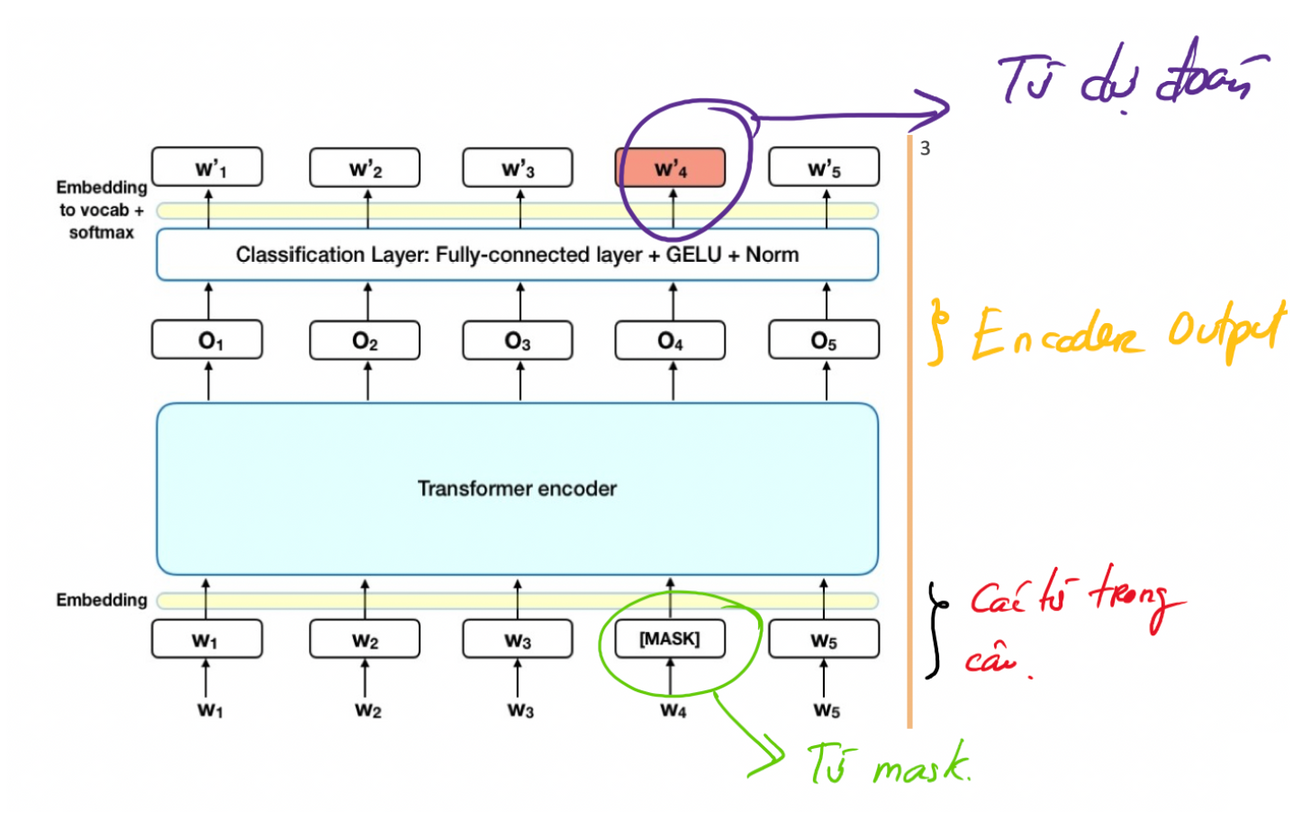 Từ dự đoán
3
w'1
w'2
w'3
w'4
w'5
Embedding
to vocab +
softmax
Classification Layer: Fully-connected layer + GELU + Norm
O1
O2
O3
O4
O5
Encoder Output
Transformer encoder
Embedding
W1
W2
W3
[MASK]
W5
Các từ trong
câu.
W1
W2
W3
W4
W5
Từ mask.